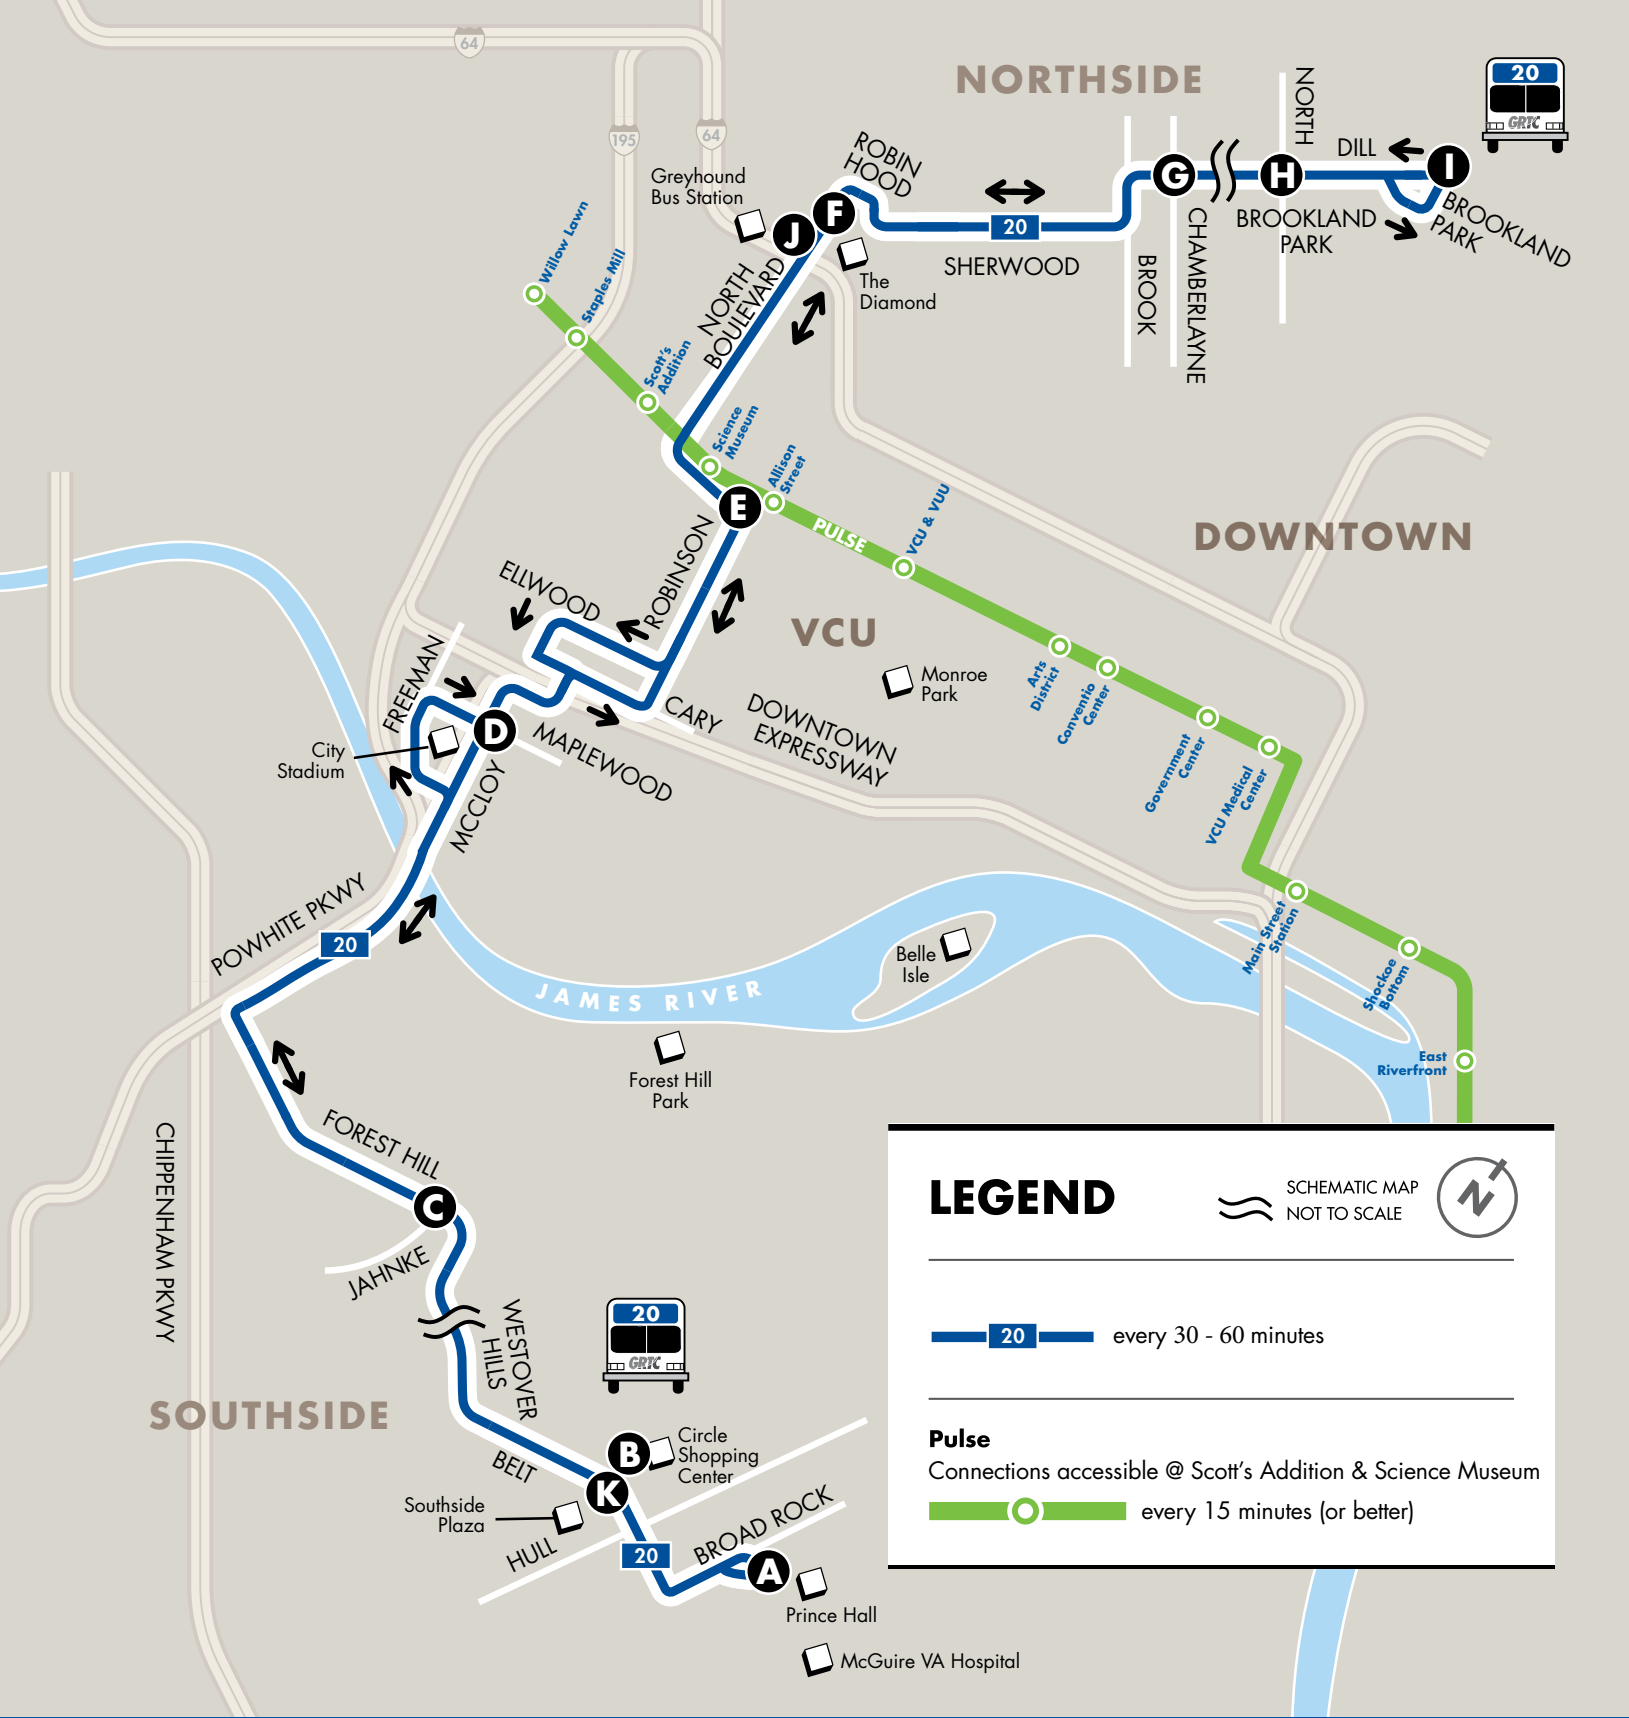 64
NORTHSIDE
NORTH
20
GRTC
195
64
ROBIN
HOOD
DILL
I
Greyhound
Bus Station
G
H
F
J
20
BROOKLAND
PARK
BROOKLAND
PARK
Willow Lawn
Staples Mill
NORTH
BOULEVARD
The
Diamond
SHERWOOD
BROOK
CHAMBERLAYNE
Scott's
Addition
Science
Museum
Allison
Street
E
PULSE
VCU & VUU
DOWNTOWN
ELLWOOD
ROBINSON
VCU
FREEMAN
Monroe
Park
Arts
District
Conventio
Center
CARY
DOWNTOWN
EXPRESSWAY
D
City
Stadium
MAPLEWOOD
MCCLOY
Government
Center
VCU Medical
Center
POWHITE PKWY
20
Belle
Isle
Main Street
Station
Shockoe
Bottom
JAMES RIVER
East
Riverfront
Forest Hill
Park
CHIPPENHAM PKWY
FOREST HILL
C
JAHNKE
LEGEND
SCHEMATIC MAP
NOT TO SCALE
N
WESTOVER
HILLS
20
GRTC
20
every 30 - 60 minutes
SOUTHSIDE
Pulse
Connections accessible @ Scott's Addition & Science Museum
every 15 minutes (or better)
B
Circle
Shopping
Center
BELT
K
Southside
Plaza
HULL
20
BROAD ROCK
A
Prince Hall
McGuire VA Hospital